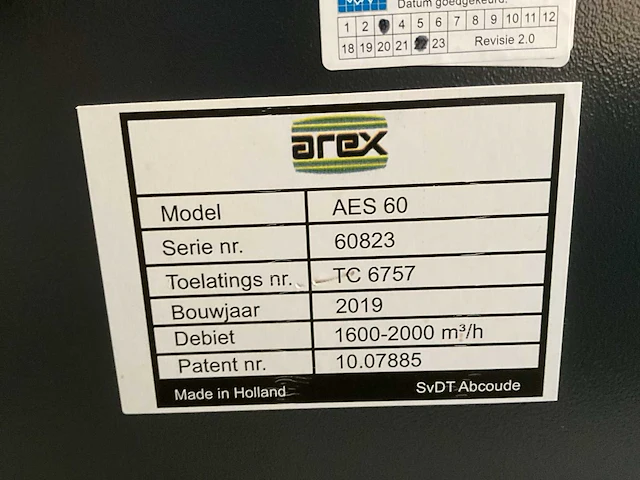 Datum goedgekeurd:
1 2 4 5 6 7 8 9 10 11 12
18 19 20 21 23 Revisie 2.0
arex
Model AES 60
Serie nr. 60823
Toelatings nr. TC 6757
Bouwjaar 2019
Debiet 1600-2000 m³/h
Patent nr. 10.07885
Made in Holland SvDT Abcoude